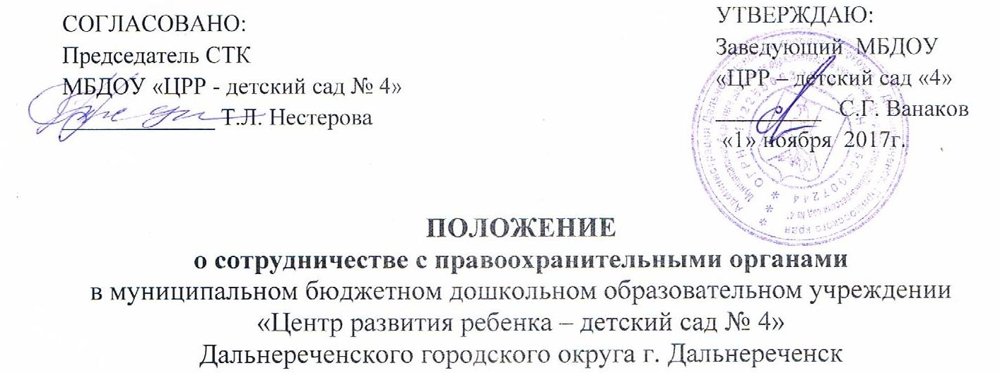 СОГЛАСОВАНО:
Председатель СТК
МБДОУ «ЦРР - детский сад № 4»
Т.Л. Нестерова
УТВЕРЖДАЮ:
Заведующий МБДОУ
«ЦРР – детский сад «4»
С.Г. Ванаков
«1» ноября 2017г.
ПОЛОЖЕНИЕ
о сотрудничестве с правоохранительными органами
в муниципальном бюджетном дошкольном образовательном учреждении
«Центр развития ребенка – детский сад № 4»
Дальнереченского городского округа г. Дальнереченск